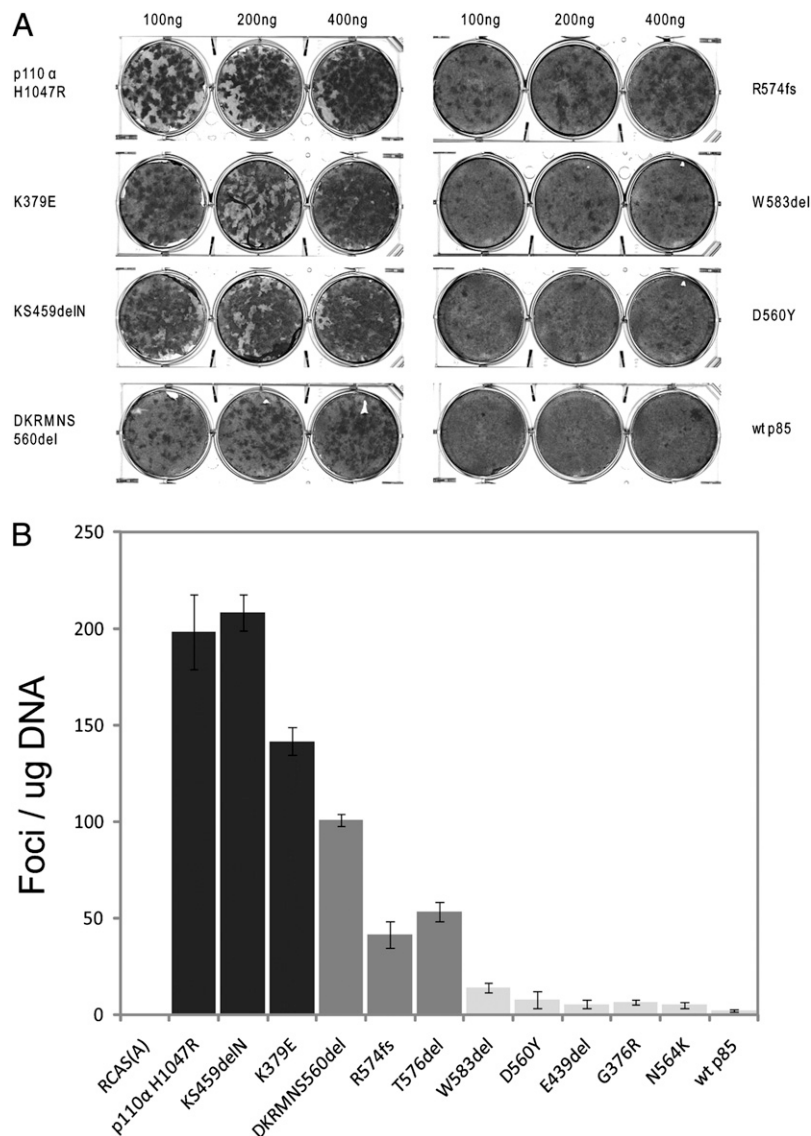 A
100ng 200ng 400ng 100ng 200ng 400ng
p110 α
H1047R
R574fs
K379E
W583del
KS459delN
D560Y
DKRMNS
560del
wt p85
B
Foci / ug DNA
250
200
150
100
50
0
RCAS(A)
p110α H1047R
KS459delN
K379E
DKRMNS560del
R574fs
T576del
W583del
D560Y
E439del
G376R
N564K
wt p85